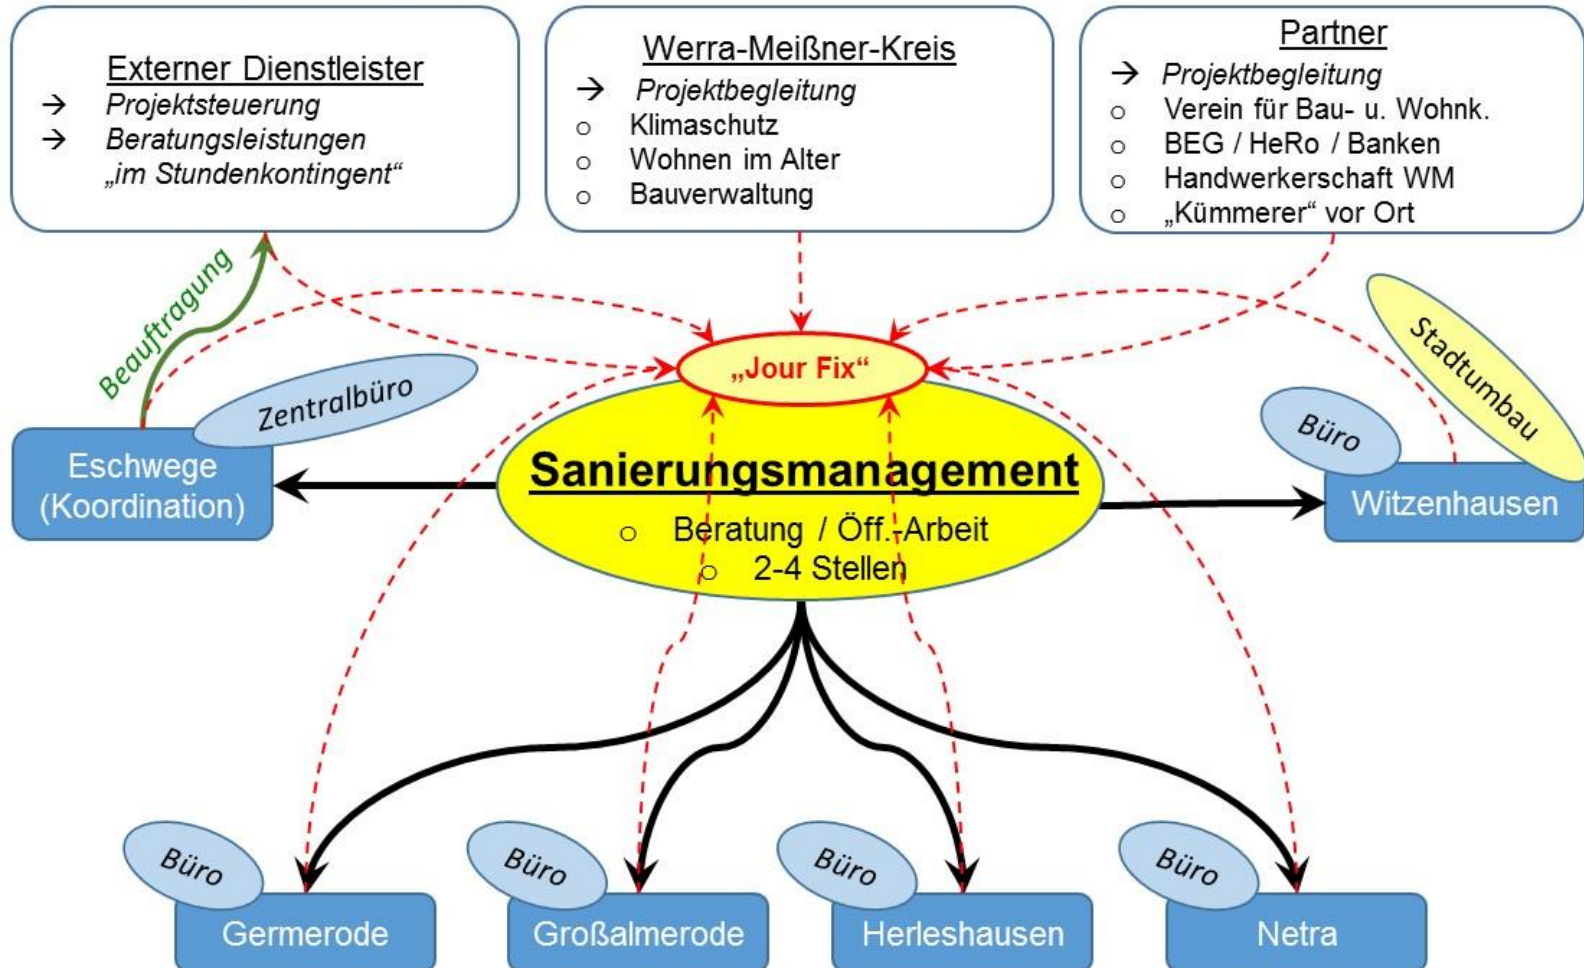 Externer Dienstleister
→ Projektsteuerung
→ Beratungsleistungen
„im Stundenkontingent“
Werra-Meißner-Kreis
→ Projektbegleitung
o Klimaschutz
o Wohnen im Alter
o Bauverwaltung
Partner
→ Projektbegleitung
o Verein für Bau- u. Wohnk.
o BEG / HeRo / Banken
o Handwerkerschaft WM
o „Kümmerer“ vor Ort
Beauftragung
„Jour Fix“
Stadtumbau
Zentralbüro
Büro
Eschwege
(Koordination)
Sanierungsmanagement
o Beratung / Öff.-Arbeit
o 2-4 Stellen
Witzenhausen
Büro
Büro
Büro
Büro
Germerode
Großalmerode
Herleshausen
Netra